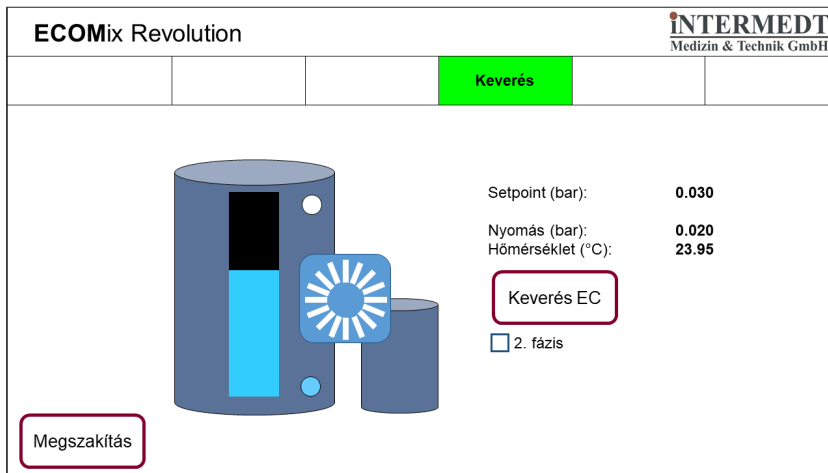 ECOMix Revolution
iNTERMEDT
Medizin & Technik GmbH
Keverés
Setpoint (bar): 0.030
Nyomás (bar): 0.020
Hőmérséklet (°C): 23.95
Keverés EC
2. fázis
Megszakítás